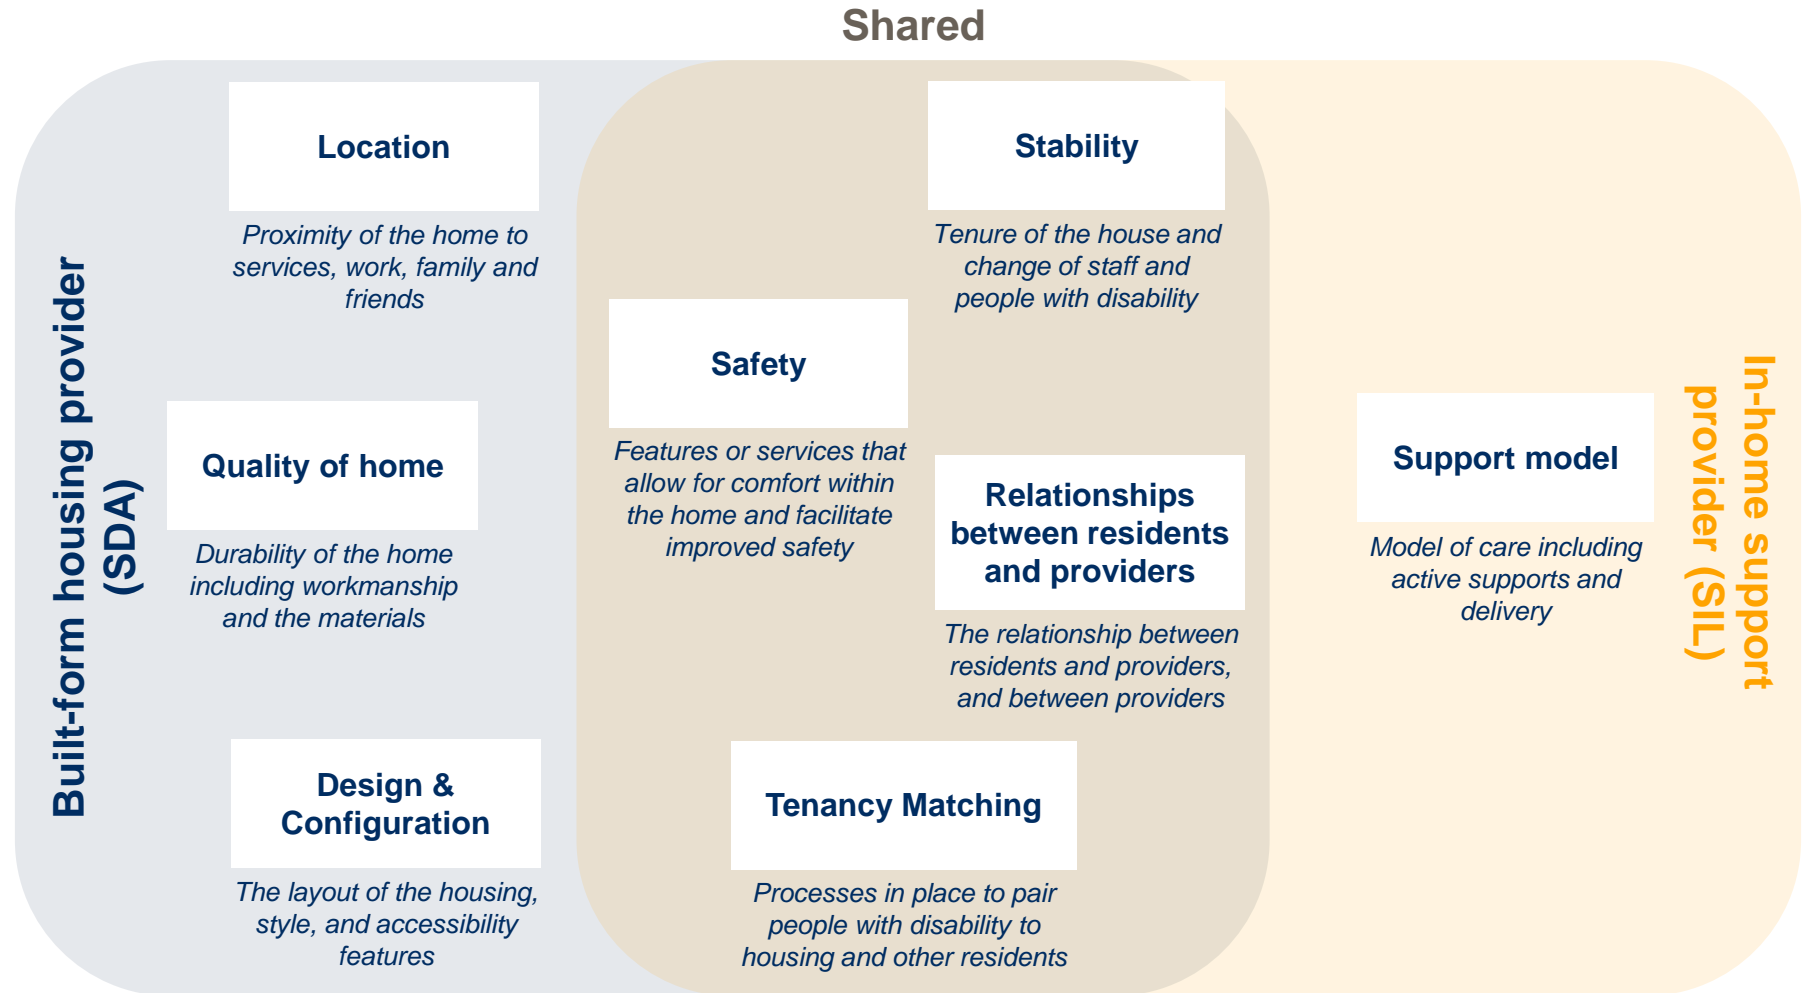 Shared
Built-form housing provider
(SDA)
Location
Proximity of the home to
services, work, family and
friends
Quality of home
Durability of the home
including workmanship
and the materials
Design &
Configuration
The layout of the housing,
style, and accessibility
features
Stability
Tenure of the house and
change of staff and
people with disability
Safety
Features or services that
allow for comfort within
the home and facilitate
improved safety
Relationships
between residents
and providers
The relationship between
residents and providers,
and between providers
Tenancy Matching
Processes in place to pair
people with disability to
housing and other residents
Support model
Model of care including
active supports and
delivery
In-home support
provider (SIL)